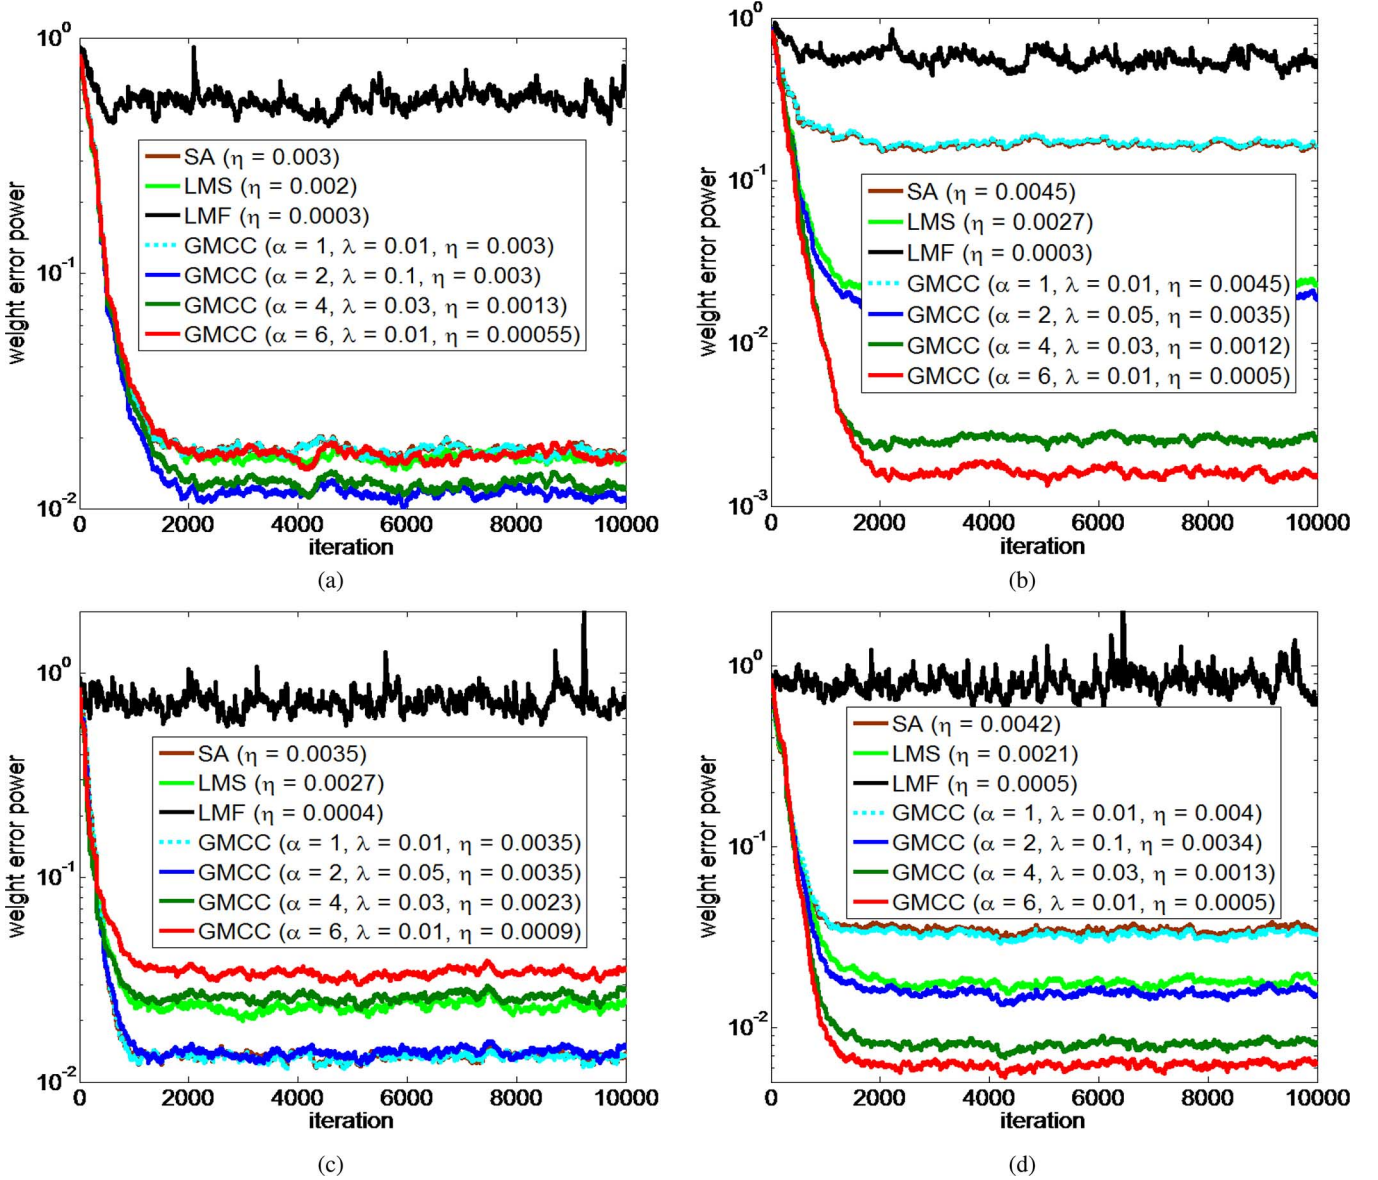 10⁰
10⁻¹
10⁻²
weight error power
SA (η = 0.003)
LMS (η = 0.002)
LMF (η = 0.0003)
GMCC (α = 1, λ = 0.01, η = 0.003)
GMCC (α = 2, λ = 0.1, η = 0.003)
GMCC (α = 4, λ = 0.03, η = 0.0013)
GMCC (α = 6, λ = 0.01, η = 0.00055)
0 2000 4000 6000 8000 10000
iteration
(a)
10⁰
10⁻¹
10⁻²
10⁻³
weight error power
SA (η = 0.0045)
LMS (η = 0.0027)
LMF (η = 0.0003)
GMCC (α = 1, λ = 0.01, η = 0.0045)
GMCC (α = 2, λ = 0.05, η = 0.0035)
GMCC (α = 4, λ = 0.03, η = 0.0012)
GMCC (α = 6, λ = 0.01, η = 0.0005)
0 2000 4000 6000 8000 10000
iteration
(b)
10⁰
10⁻¹
10⁻²
weight error power
SA (η = 0.0035)
LMS (η = 0.0027)
LMF (η = 0.0004)
GMCC (α = 1, λ = 0.01, η = 0.0035)
GMCC (α = 2, λ = 0.05, η = 0.0035)
GMCC (α = 4, λ = 0.03, η = 0.0023)
GMCC (α = 6, λ = 0.01, η = 0.0009)
0 2000 4000 6000 8000 10000
iteration
(c)
10⁰
10⁻¹
10⁻²
weight error power
SA (η = 0.0042)
LMS (η = 0.0021)
LMF (η = 0.0005)
GMCC (α = 1, λ = 0.01, η = 0.004)
GMCC (α = 2, λ = 0.1, η = 0.0034)
GMCC (α = 4, λ = 0.03, η = 0.0013)
GMCC (α = 6, λ = 0.01, η = 0.0005)
0 2000 4000 6000 8000 10000
iteration
(d)